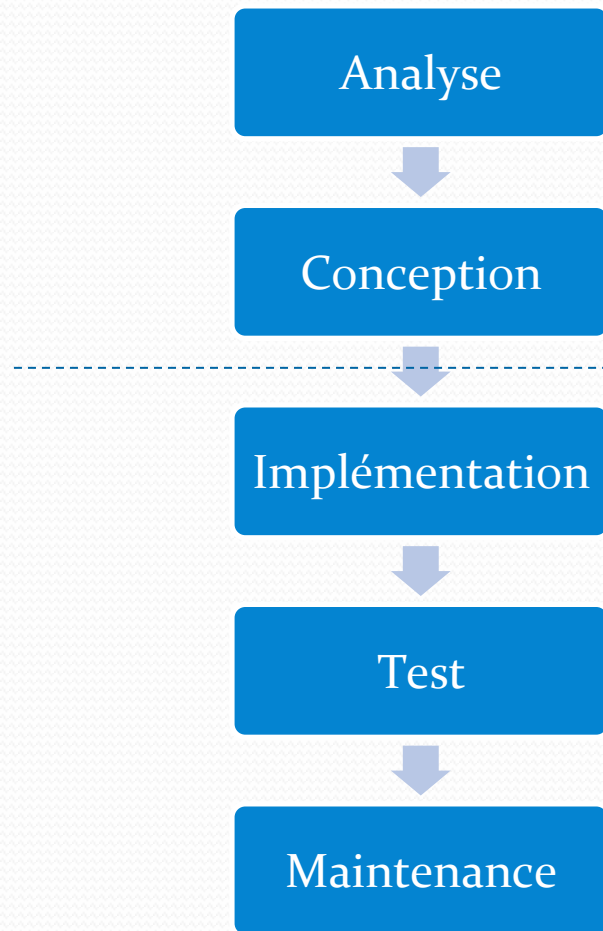 Analyse
Conception
Implémentation
Test
Maintenance